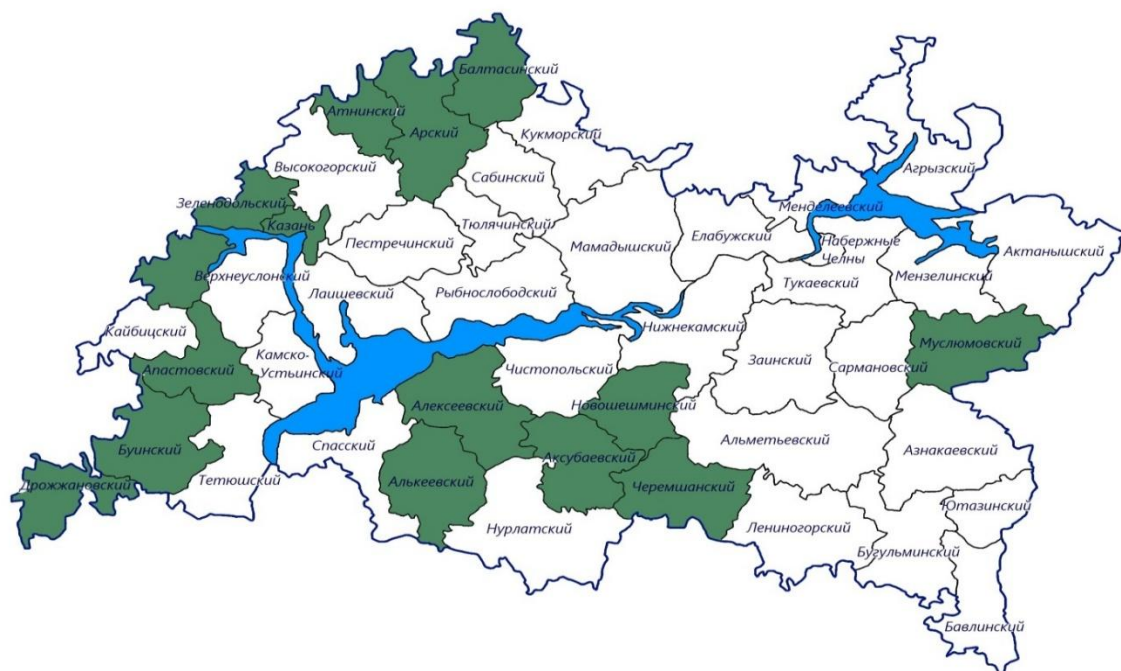 Балтасинский
Атнинский
Арский
Кукморский
Высокогорский
Сабинский
Агрызский
Зеленодольский
Казань
Тюлячинский
Менделеевский
Пестречинский
Мамадышский
Елабужский
Набержные
Челны
Актанышский
Верхнеуслонский
Мензелинский
Тукаевский
Лаишевский
Рыбнослободский
Кайбицский
Нижнекамский
Муслюмовский
Апастовский
Камско-
Устьинский
Чистопольский
Заинский
Сармановский
Алексеевский
Новошешминский
Спасский
Альметьевский
Азнакаевский
Буинский
Аксубаевский
Тетюшский
Дрожжановский
Алькеевский
Черемшанский
Ютазинский
Нурлатский
Лениногорский
Бугульминский
Бавлинский